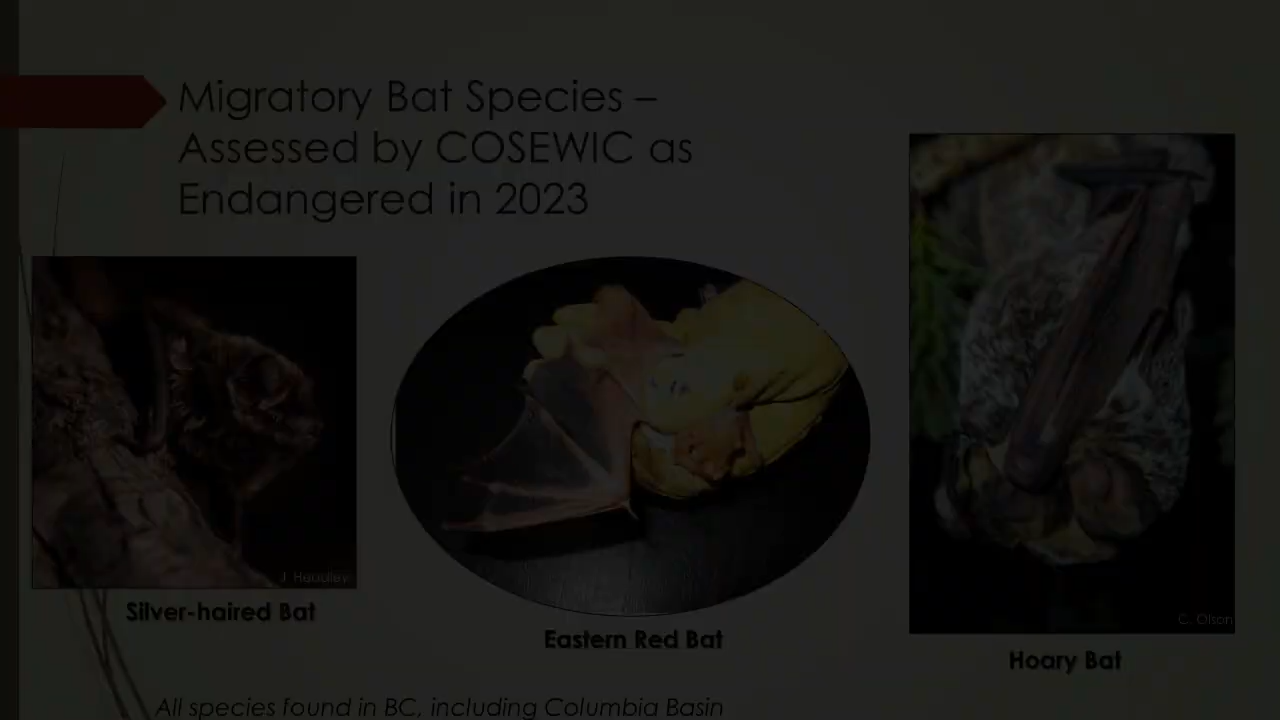 Migratory Bat Species –
Assessed by COSEWIC as
Endangered in 2023
J. Headley
C. Olson
Silver-haired Bat
Eastern Red Bat
Hoary Bat
All species found in BC, including Columbia Basin